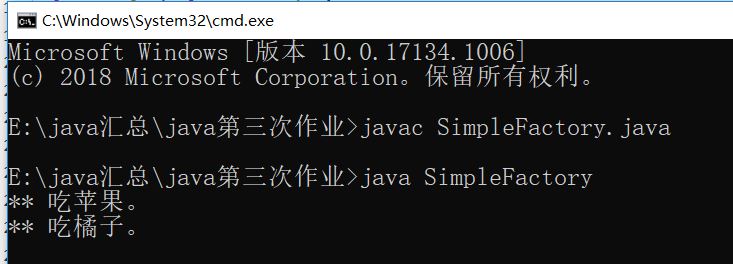 C:\Windows\System32\cmd.exe
Microsoft Windows [版本 10.0.17134.1006]
(c) 2018 Microsoft Corporation。保留所有权利。
E:\java汇总\java第三次作业>javac SimpleFactory.java
E:\java汇总\java第三次作业>java SimpleFactory
** 吃苹果。
** 吃橘子。